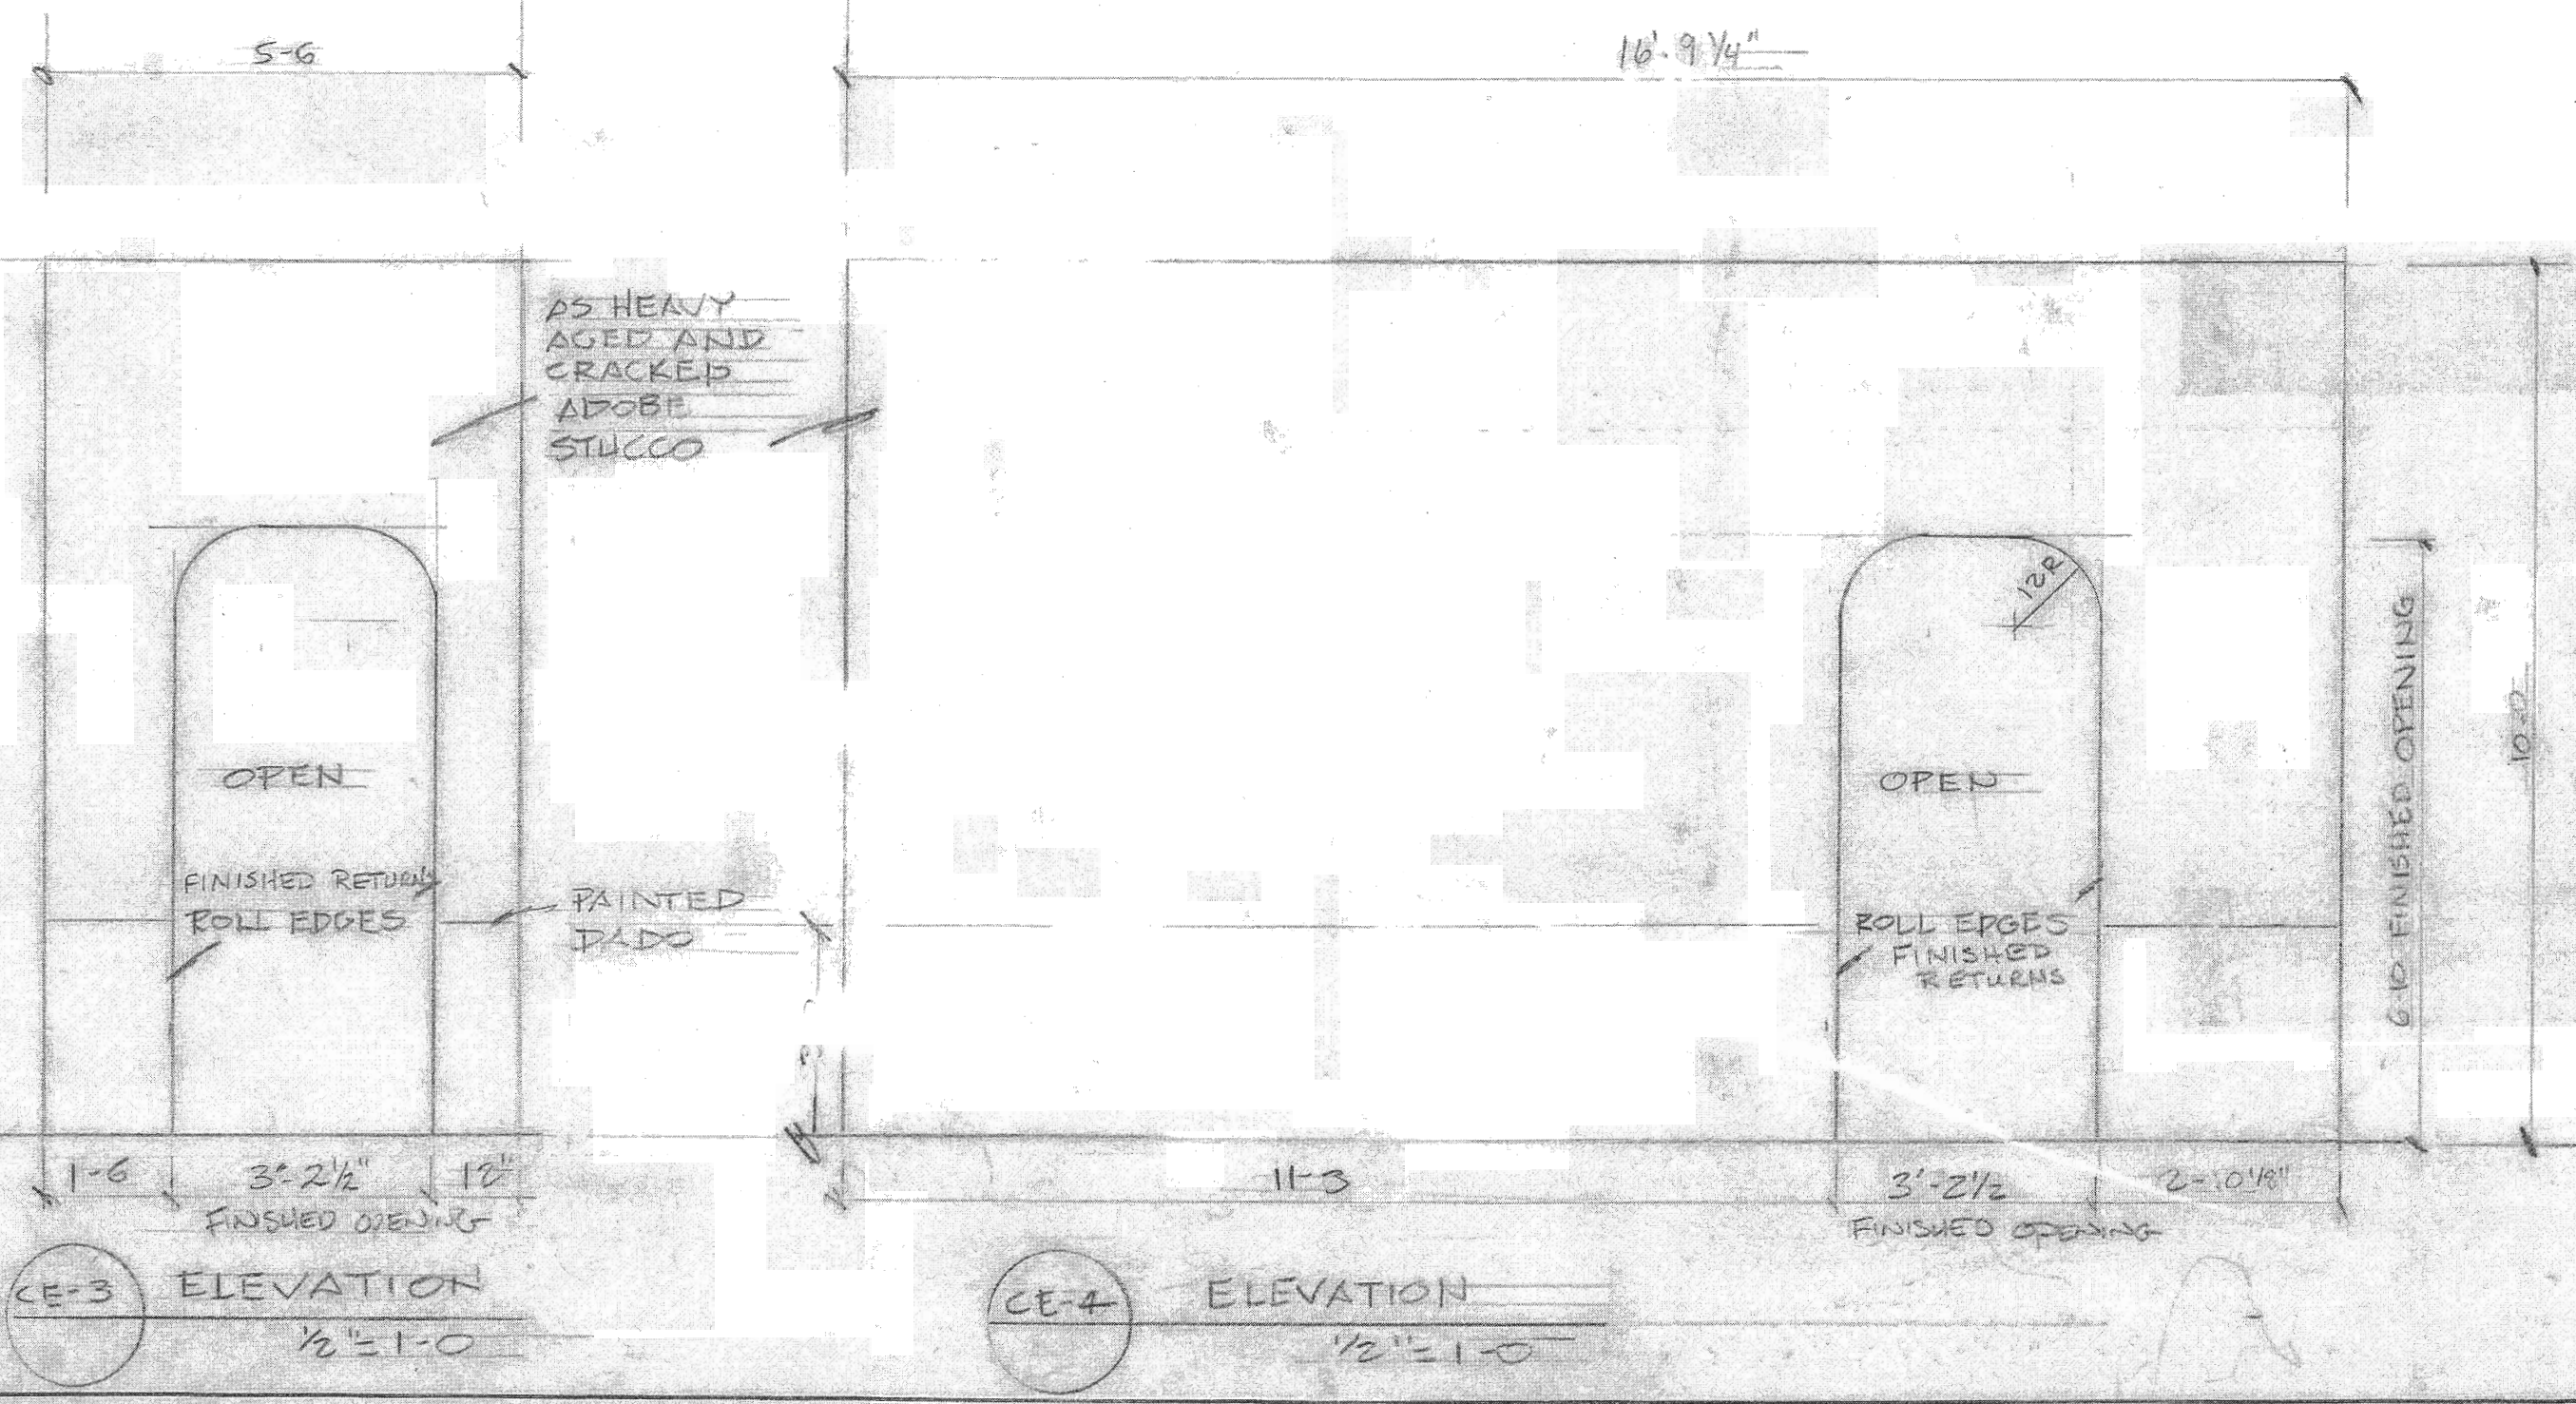 5-6
16'-9 1/4"
AS HEAVY
AGED AND
CRACKED
ADOBE
STUCCO
12R
OPEN
OPEN
FINISHED RETURNS
ROLL EDGES
PAINTED
DADO
ROLL EDGES
FINISHED
RETURNS
6-10 FINISHED OPENING
10-0
1-6
3'-2 1/2"
12"
FINISHED OPENING
11-3
3'-2 1/2
2-10 1/8"
FINISHED OPENING
CE-3 ELEVATION
1/2"=1-0
CE-4 ELEVATION
1/2"=1-0